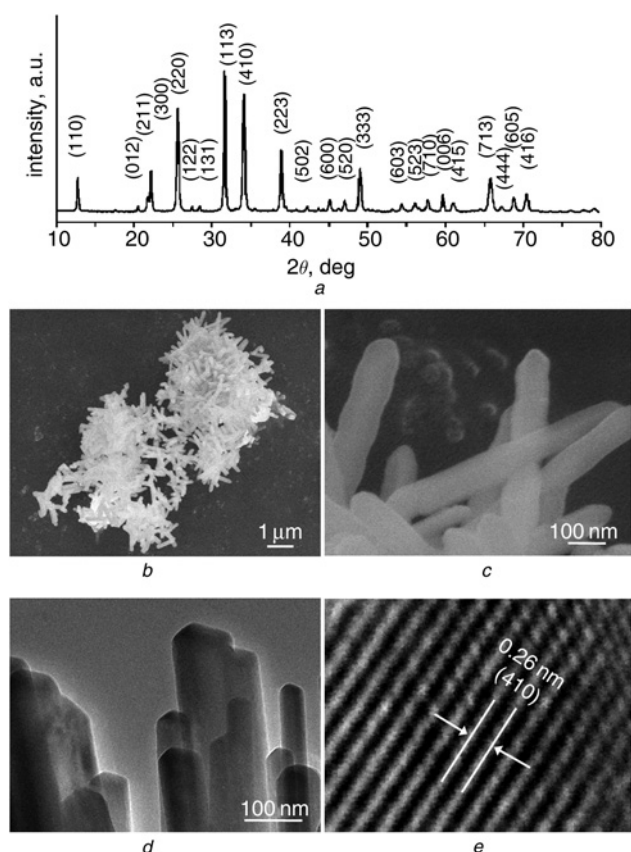 intensity, a.u.
(110)
(012)
(211)
(300)
(220)
(122)
(131)
(113)
(410)
(223)
(502)
(600)
(520)
(333)
(603)
(523)
(710)
(006)
(415)
(713)
(444)
(605)
(416)
10 20 30 40 50 60 70 80
2θ, deg
a
1 μm
100 nm
b c
0.26 nm
(410)
100 nm
d e